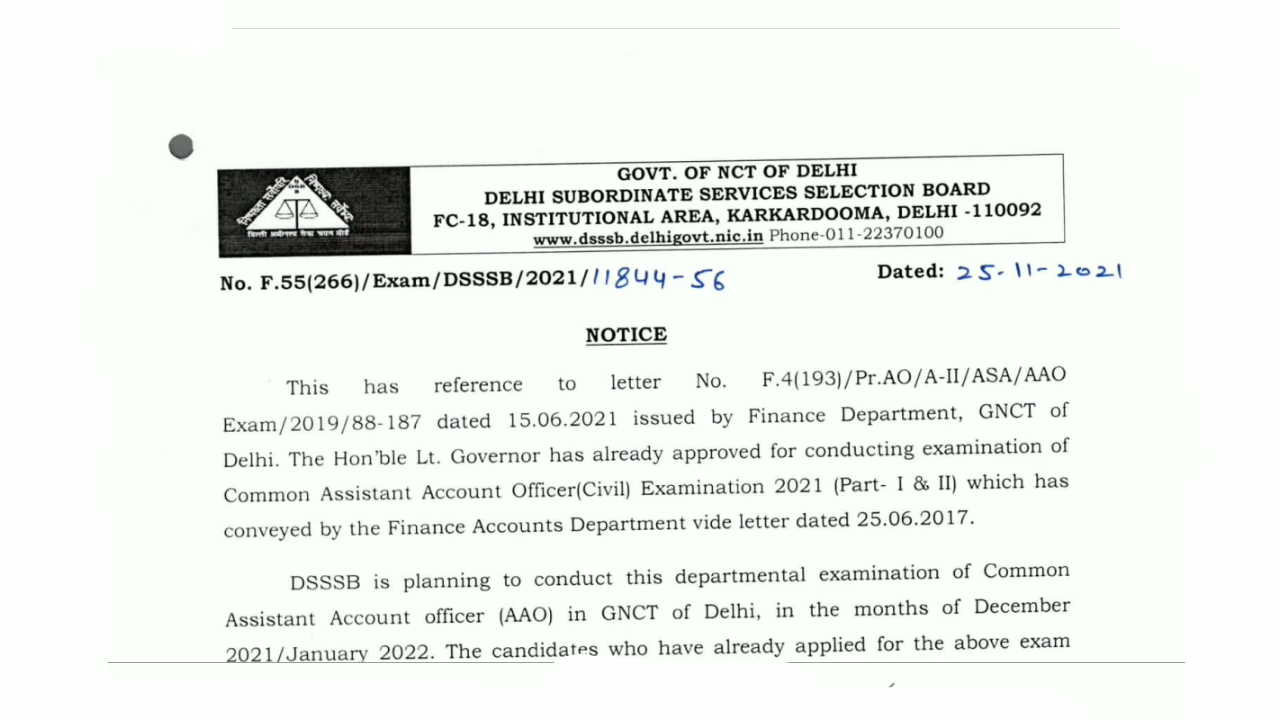 दिल्ली अधीनस्थ सेवा चयन बोर्ड
GOVT. OF NCT OF DELHI
DELHI SUBORDINATE SERVICES SELECTION BOARD
FC-18, INSTITUTIONAL AREA, KARKARDOOMA, DELHI -110092
www.dsssb.delhigovt.nic.in Phone-011-22370100
No. F.55(266)/Exam/DSSSB/2021/11844-56 Dated: 25-11-2021
NOTICE
This has reference to letter No. F.4(193)/Pr.AO/A-II/ASA/AAO
Exam/2019/88-187 dated 15.06.2021 issued by Finance Department, GNCT of
Delhi. The Hon'ble Lt. Governor has already approved for conducting examination of
Common Assistant Account Officer(Civil) Examination 2021 (Part- I & II) which has
conveyed by the Finance Accounts Department vide letter dated 25.06.2017.
DSSSB is planning to conduct this departmental examination of Common
Assistant Account officer (AAO) in GNCT of Delhi, in the months of December
2021/January 2022. The candidates who have already applied for the above exam